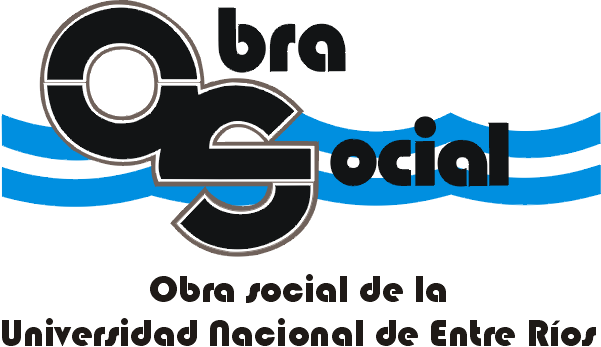 Obra
Social
Obra social de la
Universidad Nacional de Entre Ríos